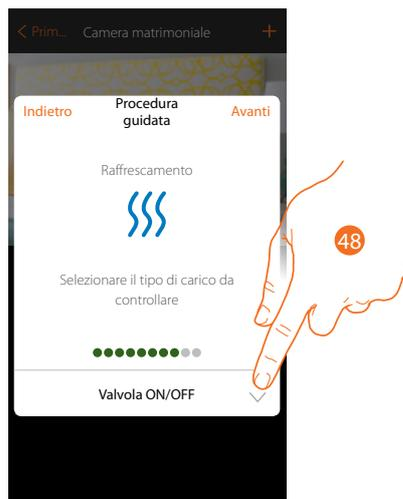 Prim... Camera matrimoniale +
Indietro Procedura guidata Avanti
Raffrescamento
Selezionare il tipo di carico da
controllare
Valvola ON/OFF
48